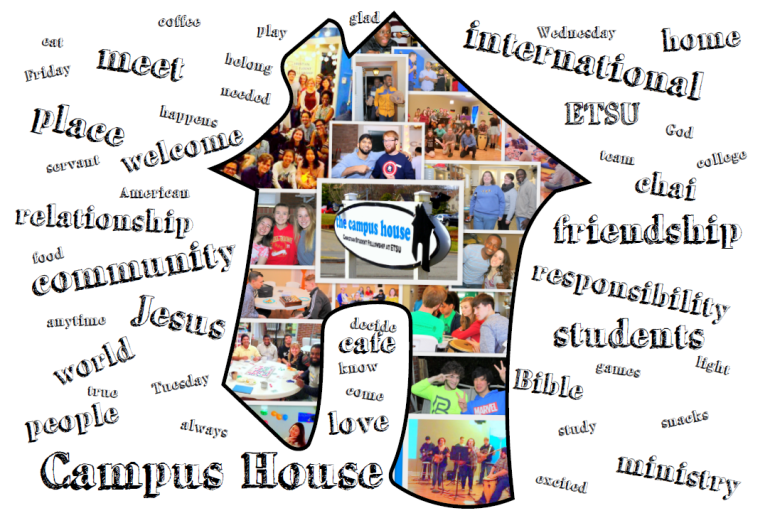 coffee
glad
play
Wednesday
home
eat
meet
international
Friday
belong
needed
ETSU
place
happens
God
welcome
servant
team
college
chai
American
relationship
the campus house
CHRISTIAN STUDENT FELLOWSHIP AT ETSU
friendship
food
community
responsibility
anytime
Jesus
decide
cafe
students
world
know
games
light
true
Tuesday
come
Bible
MARVEL
people
always
love
study
snacks
Campus House
excited
ministry